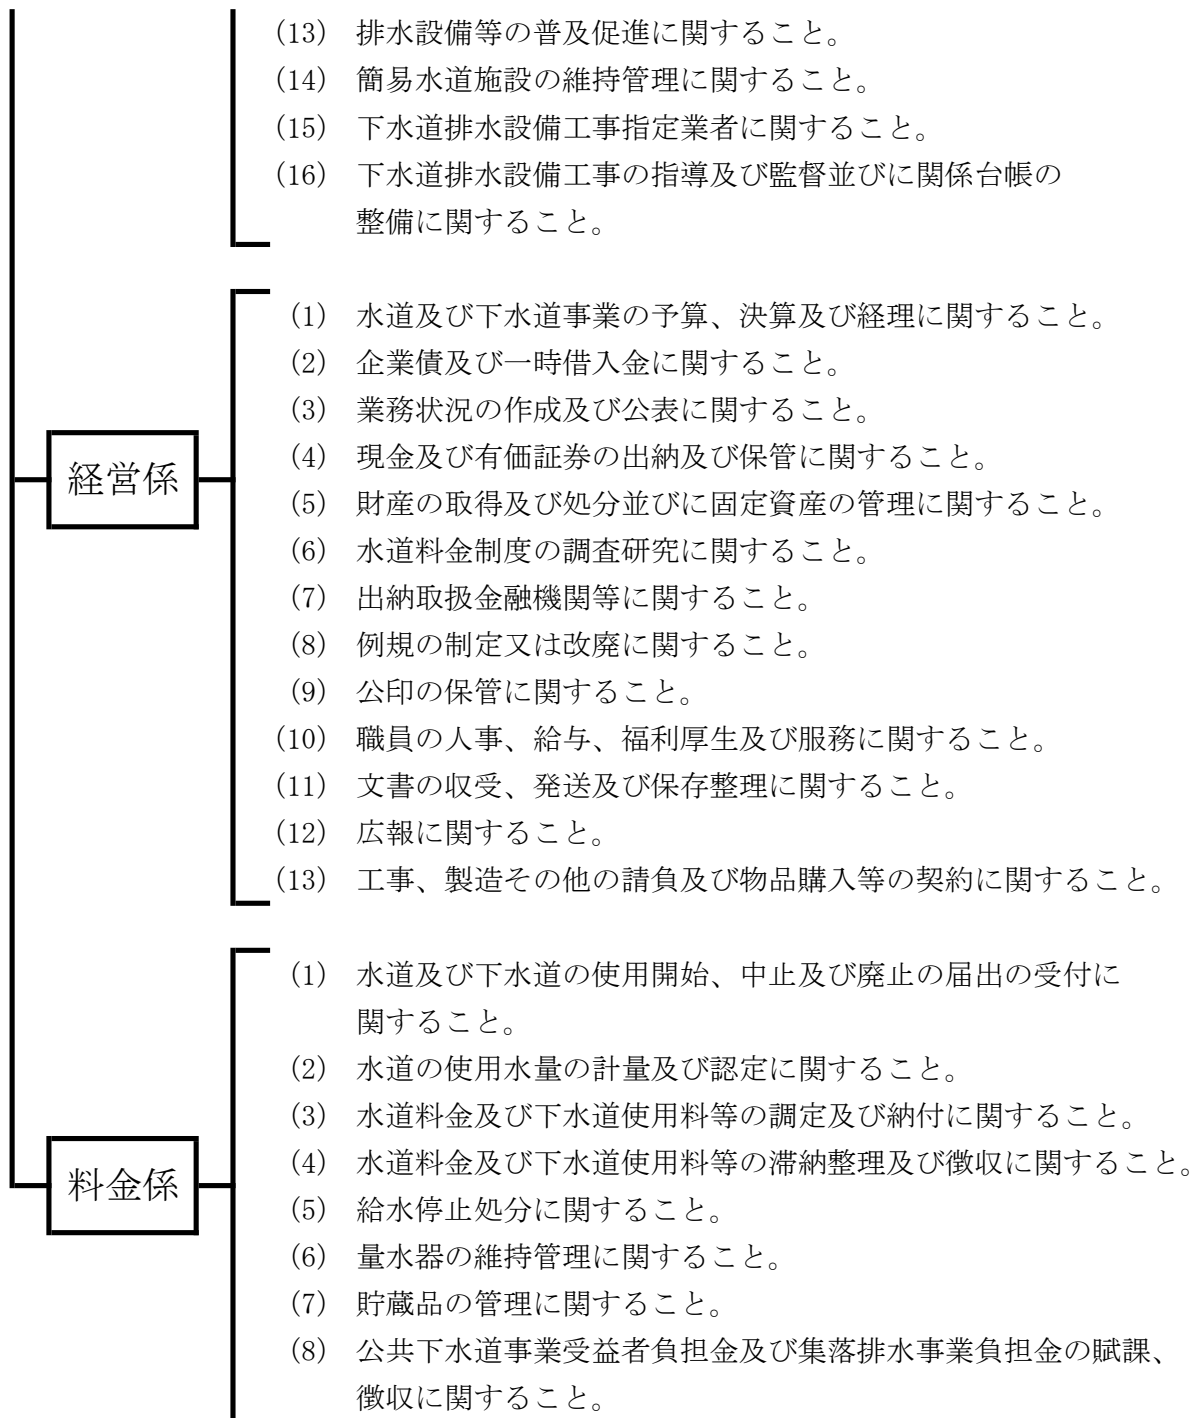 (13) 排水設備等の普及促進に関すること。
(14) 簡易水道施設の維持管理に関すること。
(15) 下水道排水設備工事指定業者に関すること。
(16) 下水道排水設備工事の指導及び監督並びに関係台帳の
整備に関すること。
経営係
(1) 水道及び下水道事業の予算、決算及び経理に関すること。
(2) 企業債及び一時借入金に関すること。
(3) 業務状況の作成及び公表に関すること。
(4) 現金及び有価証券の出納及び保管に関すること。
(5) 財産の取得及び処分並びに固定資産の管理に関すること。
(6) 水道料金制度の調査研究に関すること。
(7) 出納取扱金融機関等に関すること。
(8) 例規の制定又は改廃に関すること。
(9) 公印の保管に関すること。
(10) 職員の人事、給与、福利厚生及び服務に関すること。
(11) 文書の収受、発送及び保存整理に関すること。
(12) 広報に関すること。
(13) 工事、製造その他の請負及び物品購入等の契約に関すること。
料金係
(1) 水道及び下水道の使用開始、中止及び廃止の届出の受付に
関すること。
(2) 水道の使用水量の計量及び認定に関すること。
(3) 水道料金及び下水道使用料等の調定及び納付に関すること。
(4) 水道料金及び下水道使用料等の滞納整理及び徴収に関すること。
(5) 給水停止処分に関すること。
(6) 量水器の維持管理に関すること。
(7) 貯蔵品の管理に関すること。
(8) 公共下水道事業受益者負担金及び集落排水事業負担金の賦課、
徴収に関すること。